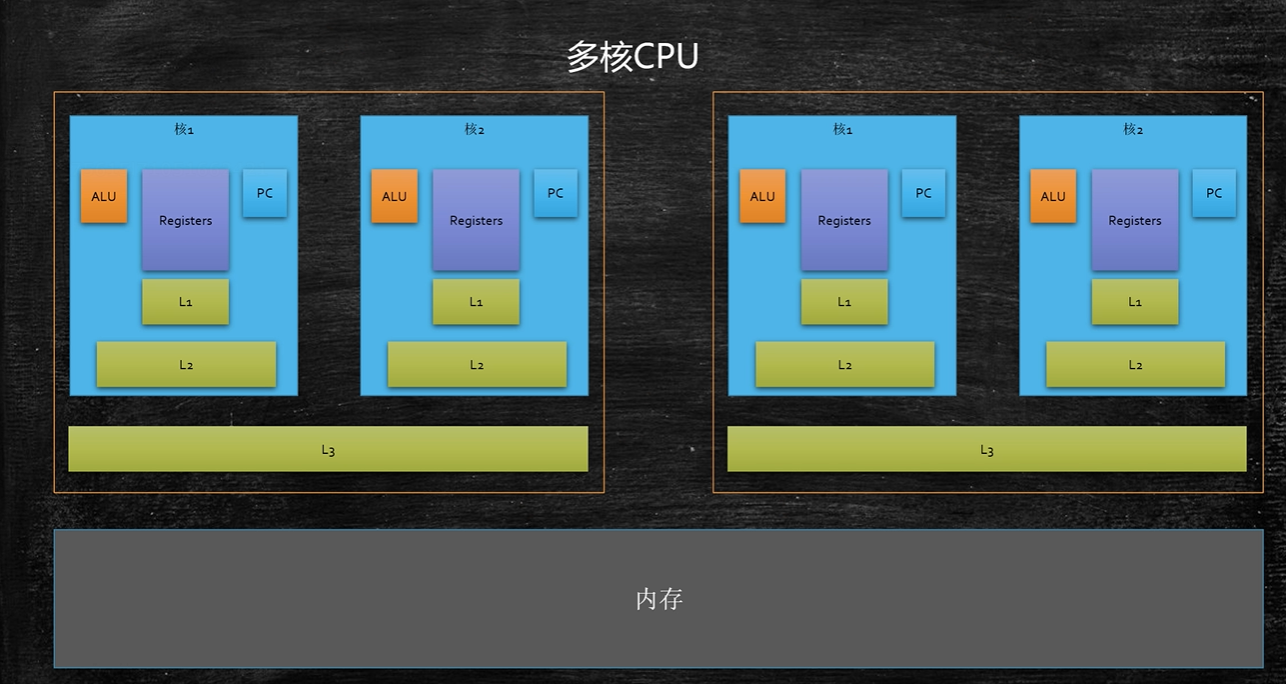 多核CPU
核1
核2
核1
核2
ALU
Registers
PC
ALU
Registers
PC
ALU
Registers
PC
ALU
Registers
PC
L1
L1
L1
L1
L2
L2
L2
L2
L3
L3
内存